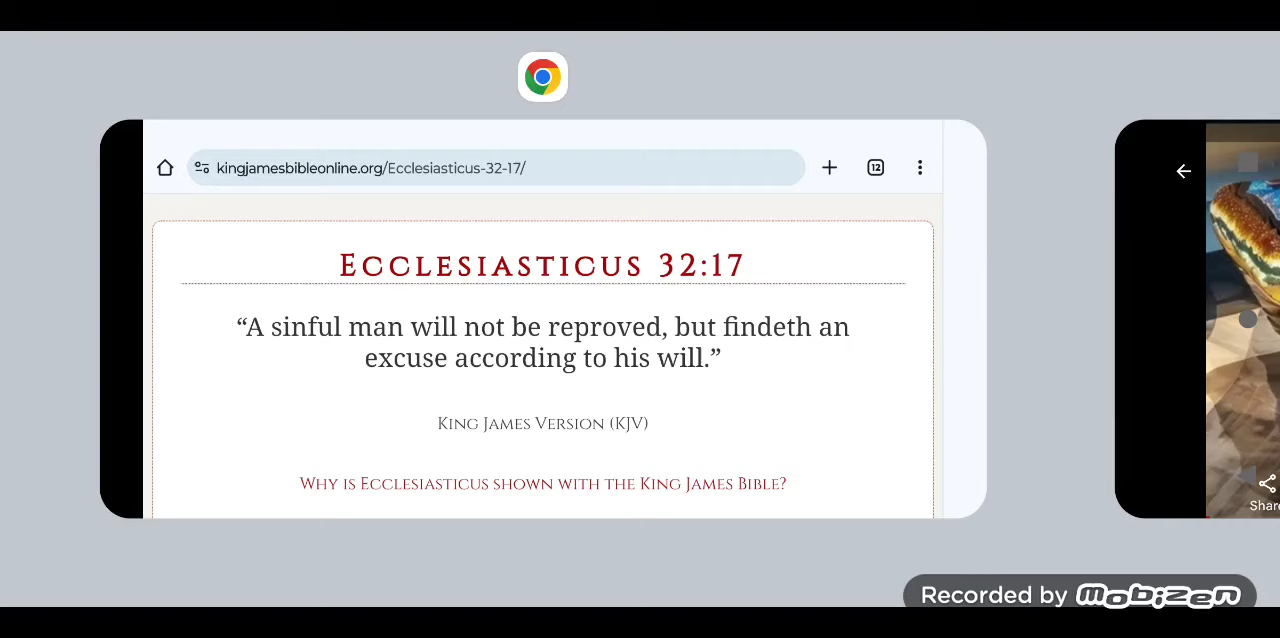 kingjamesbibleonline.org/Ecclesiasticus-32-17/
12
Ecclesiasticus 32:17
“A sinful man will not be reproved, but findeth an
excuse according to his will.”
King James Version (KJV)
Why is Ecclesiasticus shown with the King James Bible?
Share
Recorded by mobizen